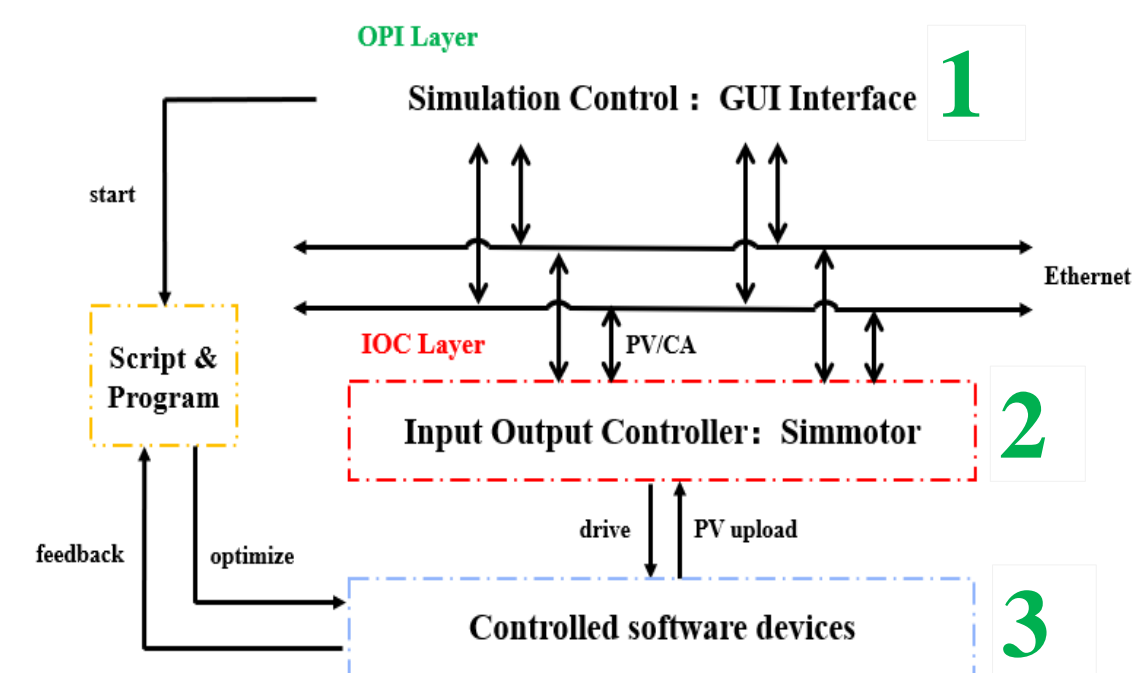 OPI Layer
Simulation Control： GUI Interface
1
start
Ethernet
IOC Layer
PV/CA
Script &
Program
Input Output Controller： Simmotor
2
drive
PV upload
feedback
optimize
Controlled software devices
3